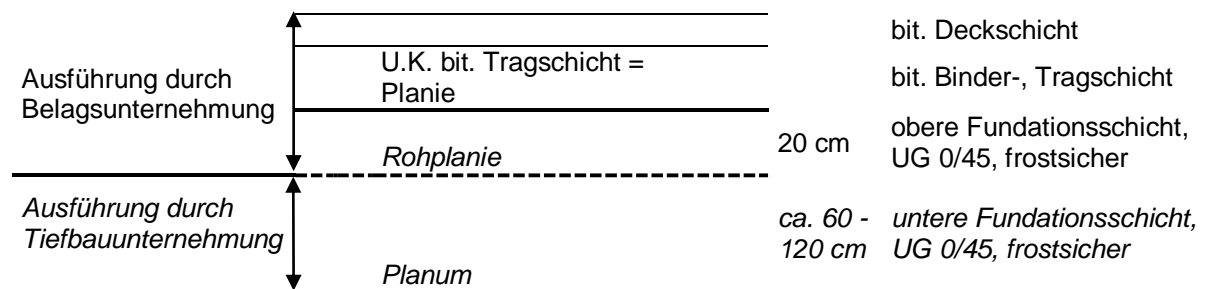 bit. Deckschicht
Ausführung durch
Belagsunternehmung
U.K. bit. Tragschicht =
Planie
bit. Binder-, Tragschicht
Rohplanie
20 cm
obere Fundationsschicht,
UG 0/45, frostsicher
Ausführung durch
Tiefbauunternehmung
Planum
ca. 60 -
120 cm
untere Fundationsschicht,
UG 0/45, frostsicher